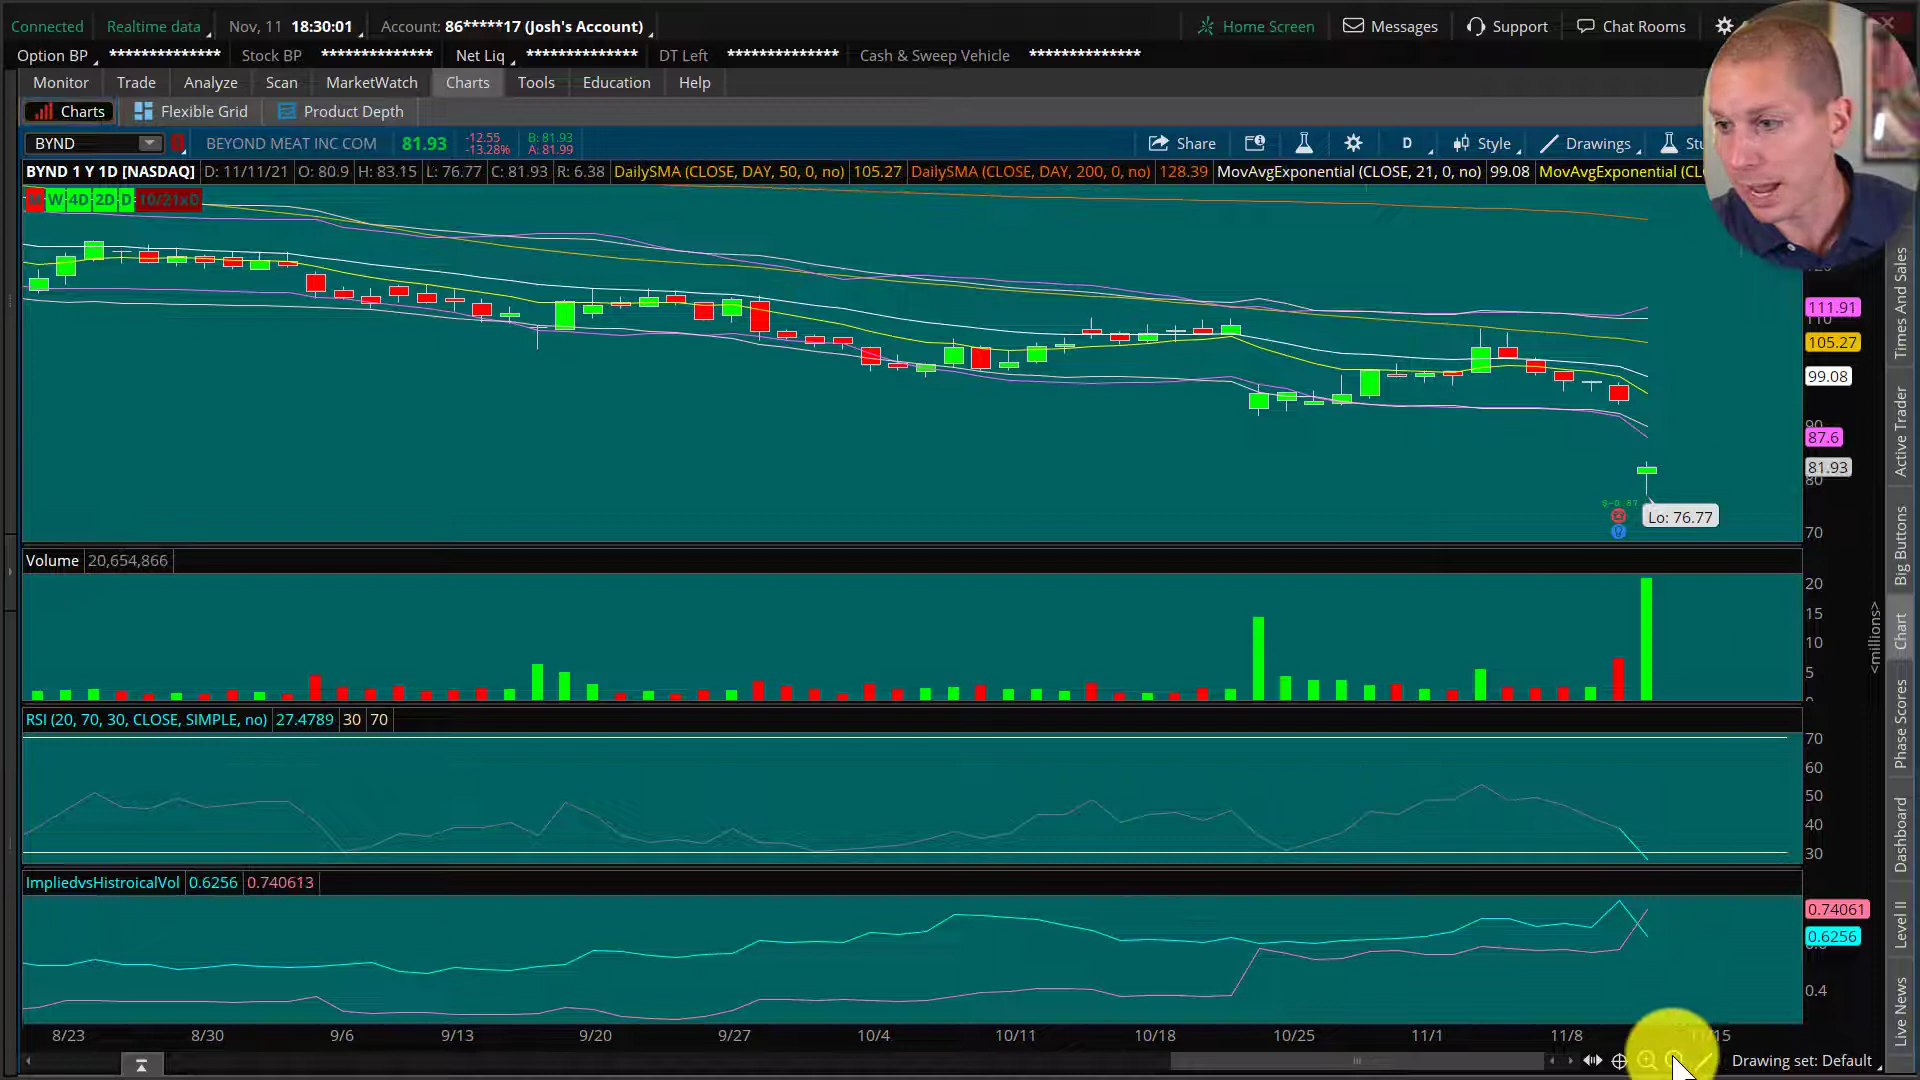 Connected Realtime data Nov, 11 18:30:01 Account: 86*****17 (Josh's Account) Home Screen Messages Support Chat Rooms
Option BP ************** Stock BP ************** Net Liq ************** DT Left ************** Cash & Sweep Vehicle **************
Monitor Trade Analyze Scan MarketWatch Charts Tools Education Help
Charts Flexible Grid Product Depth
BYND BEYOND MEAT INC COM 81.93 -12.55 -13.28% B: 81.93 A: 81.99 Share D Style Drawings Stu
BYND 1 Y 1D [NASDAQ] D: 11/11/21 O: 80.9 H: 83.15 L: 76.77 C: 81.93 R: 6.38 DailySMA (CLOSE, DAY, 50, 0, no) 105.27 DailySMA (CLOSE, DAY, 200, 0, no) 128.39 MovAvgExponential (CLOSE, 21, 0, no) 99.08 MovAvgExponential (CL
M W 4D 2D D 10/21xD
120
111.91
110
105.27
99.08
90
87.6
81.93
80
Lo: 76.77
70
Volume 20,654,866
20
15
10
5
<millions>
RSI (20, 70, 30, CLOSE, SIMPLE, no) 27.4789 30 70
70
60
50
40
30
ImpliedvsHistroicalVol 0.6256 0.740613
0.74061
0.6256
0.4
8/23 8/30 9/6 9/13 9/20 9/27 10/4 10/11 10/18 10/25 11/1 11/8 11/15
Drawing set: Default
Times And Sales
Active Trader
Big Buttons
Chart
Phase Scores
Dashboard
Level II
Live News